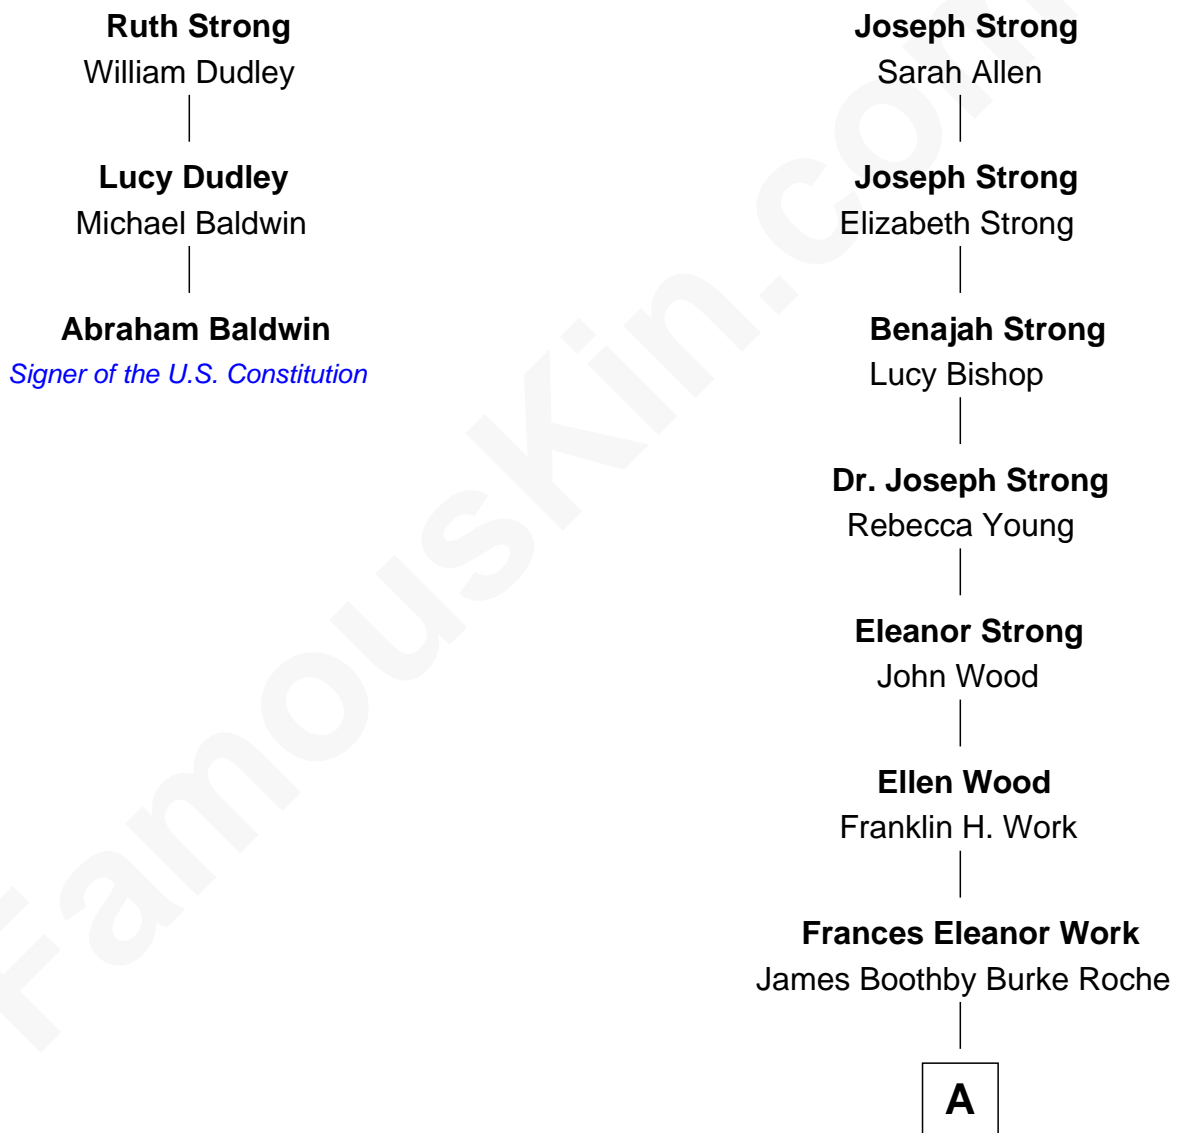 Ruth Strong
William Dudley
Lucy Dudley
Michael Baldwin
Abraham Baldwin
Signer of the U.S. Constitution
Joseph Strong
Sarah Allen
Joseph Strong
Elizabeth Strong
Benajah Strong
Lucy Bishop
Dr. Joseph Strong
Rebecca Young
Eleanor Strong
John Wood
Ellen Wood
Franklin H. Work
Frances Eleanor Work
James Boothby Burke Roche
A
FamousKin.com